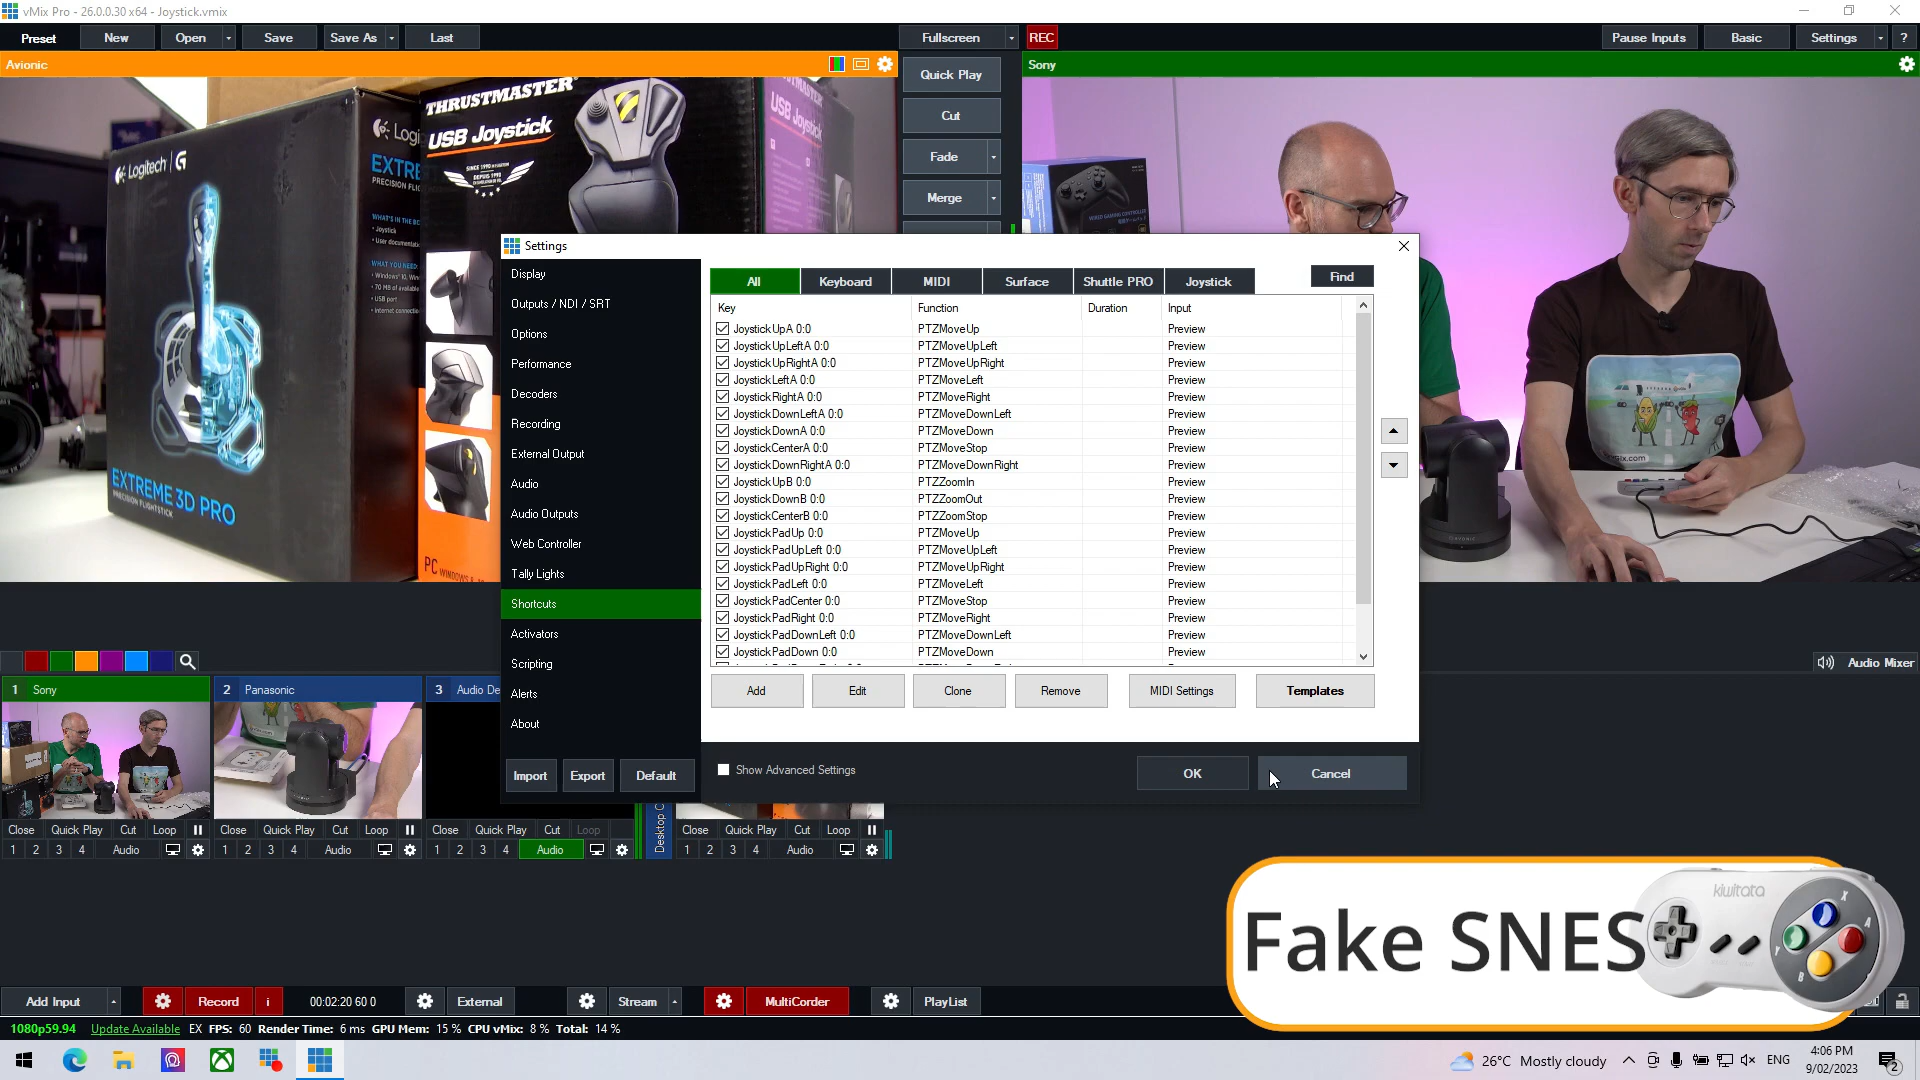 vMix Pro - 26.0.0.30 x64 - Joystick.vmix
Preset New Open Save Save As Last Fullscreen REC Pause Inputs Basic Settings ?
Avionic
Sony
Quick Play
Cut
Fade
Merge
Logitech G
EXTREME 3D PRO
PRECISION FLIGHTSTICK
THRUSTMASTER
USB Joystick
SINCE 1990
DEPUIS 1990
WIRED GAMING CONTROLLER
Settings
Display
Outputs / NDI / SRT
Options
Performance
Decoders
Recording
External Output
Audio
Audio Outputs
Web Controller
Tally Lights
Shortcuts
Activators
Scripting
Alerts
About
Import Export Default
All Keyboard MIDI Surface Shuttle PRO Joystick Find
Key Function Duration Input
JoystickUpA 0:0 PTZMoveUp Preview
JoystickUpLeftA 0:0 PTZMoveUpLeft Preview
JoystickUpRightA 0:0 PTZMoveUpRight Preview
JoystickLeftA 0:0 PTZMoveLeft Preview
JoystickRightA 0:0 PTZMoveRight Preview
JoystickDownLeftA 0:0 PTZMoveDownLeft Preview
JoystickDownA 0:0 PTZMoveDown Preview
JoystickCenterA 0:0 PTZMoveStop Preview
JoystickDownRightA 0:0 PTZMoveDownRight Preview
JoystickUpB 0:0 PTZZoomIn Preview
JoystickDownB 0:0 PTZZoomOut Preview
JoystickCenterB 0:0 PTZZoomStop Preview
JoystickPadUp 0:0 PTZMoveUp Preview
JoystickPadUpLeft 0:0 PTZMoveUpLeft Preview
JoystickPadUpRight 0:0 PTZMoveUpRight Preview
JoystickPadLeft 0:0 PTZMoveLeft Preview
JoystickPadCenter 0:0 PTZMoveStop Preview
JoystickPadRight 0:0 PTZMoveRight Preview
JoystickPadDownLeft 0:0 PTZMoveDownLeft Preview
JoystickPadDown 0:0 PTZMoveDown Preview
Add Edit Clone Remove MIDI Settings Templates
Show Advanced Settings OK Cancel
Audio Mixer
1 Sony 2 Panasonic 3 Audio De
Desktop C
Close Quick Play Cut Loop Close Quick Play Cut Loop Close Quick Play Cut Loop Close Quick Play Cut Loop
1 2 3 4 Audio 1 2 3 4 Audio 1 2 3 4 Audio 1 2 3 4 Audio
Fake SNES
kiwitata
X
A
Y
B
Add Input Record i 00:02:20 60 0 External Stream MultiCorder PlayList
1080p59.94 Update Available EX FPS: 60 Render Time: 6 ms GPU Mem: 15 % CPU vMix: 8 % Total: 14 %
26°C Mostly cloudy ENG 4:06 PM
9/02/2023
2